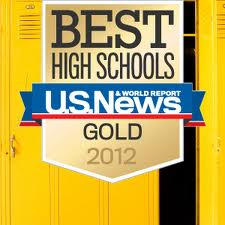 BEST
HIGH SCHOOLS
U.S. News
& WORLD REPORT
GOLD
2012